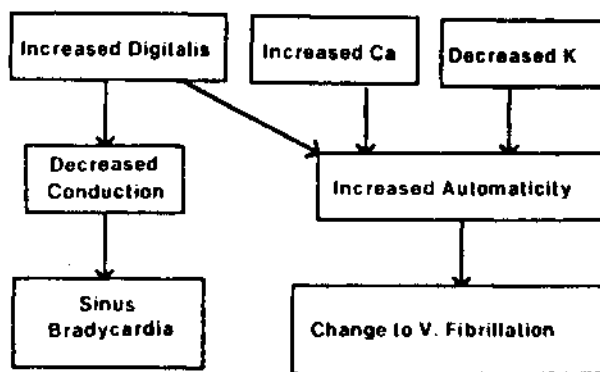 Increased Digitalis
Increased Ca
Decreased K
Decreased
Conduction
Increased Automaticity
Sinus
Bradycardia
Change to V. Fibrillation